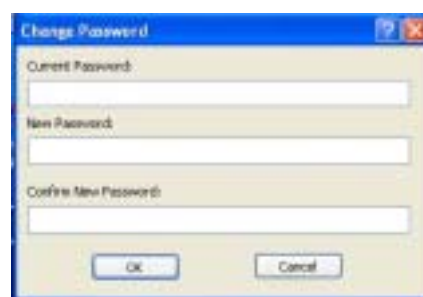 Change Password
Current Password:
New Password:
Confirm New Password:
OK
Cancel